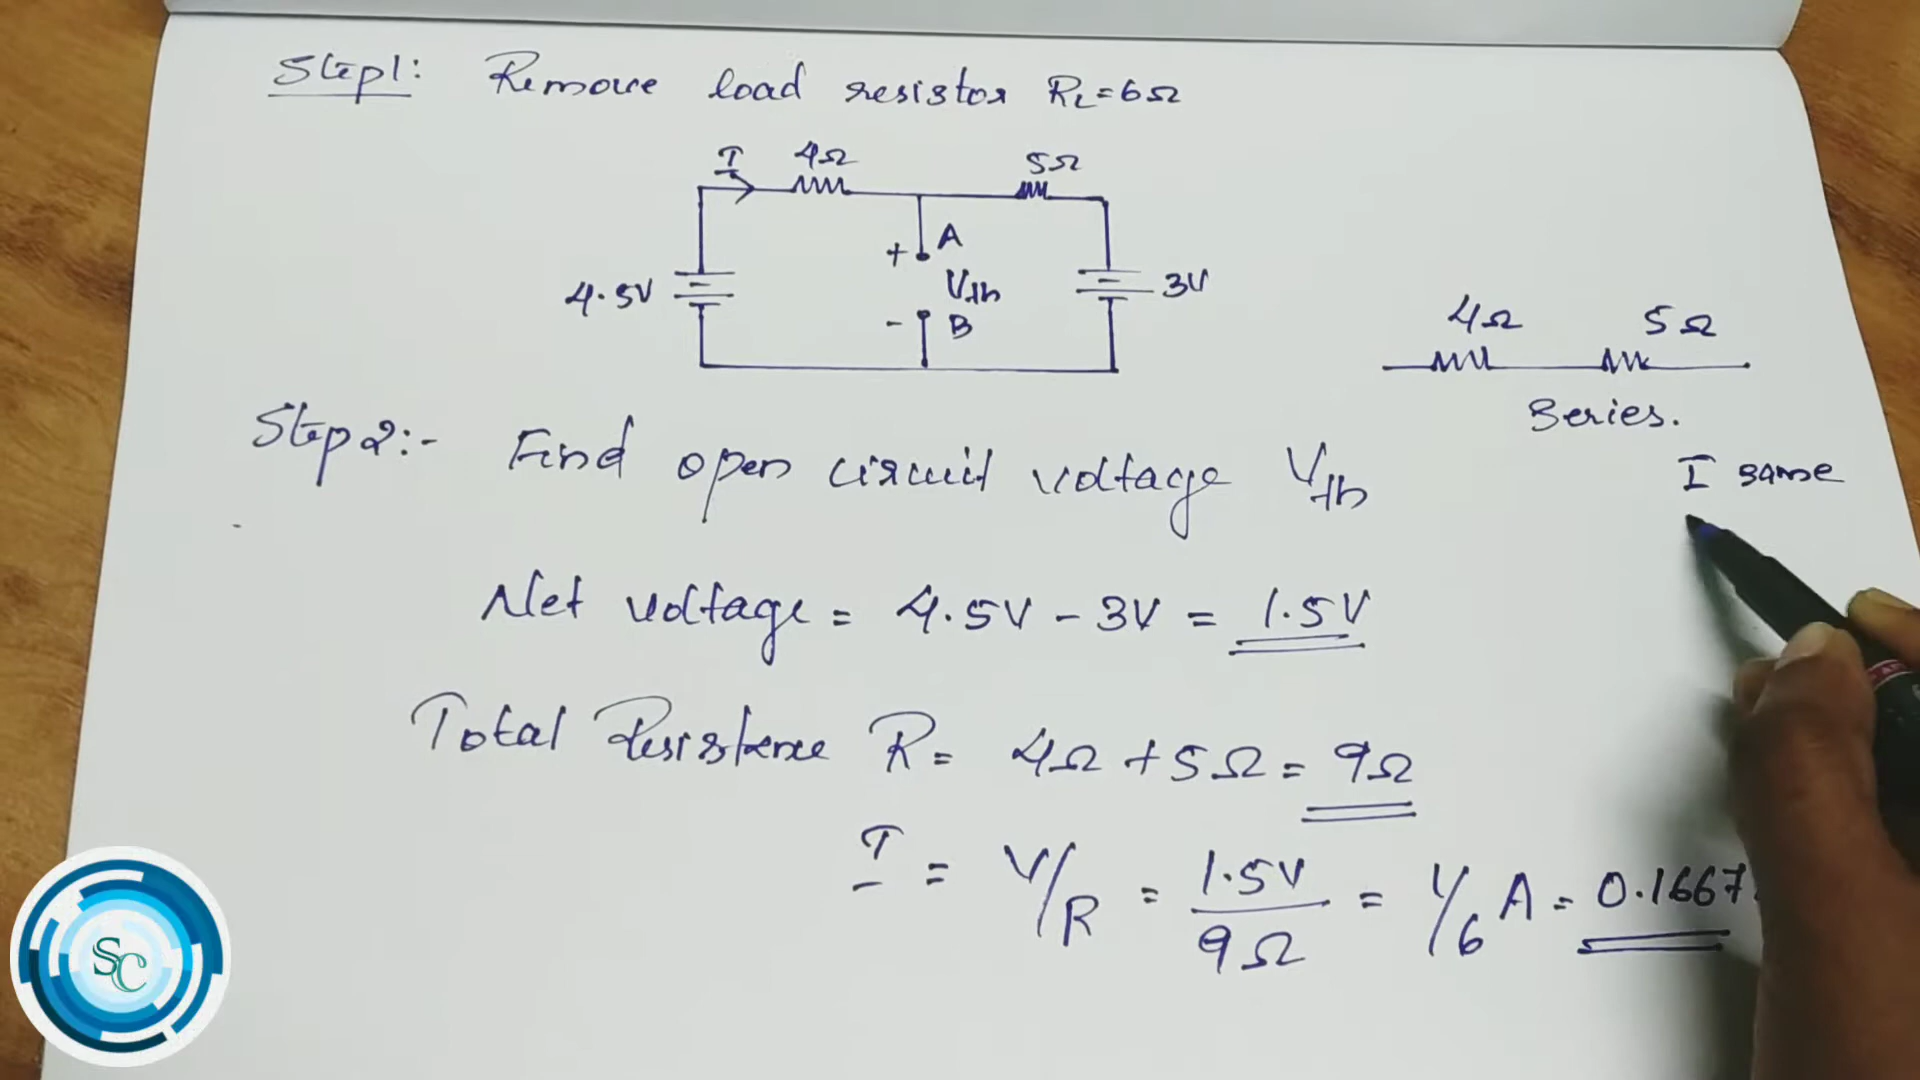 Step1: Remove load resistor RL=6Ω
I 4Ω 5Ω
+ A
4.5V Vth 3V
- B
4Ω 5Ω
Series.
I same
Step2:- Find open circuit voltage Vth
Net voltage = 4.5V - 3V = 1.5V
Total Resistance R= 4Ω + 5Ω = 9Ω
I = V/R = 1.5V/9Ω = 1/6 A = 0.1667
SC